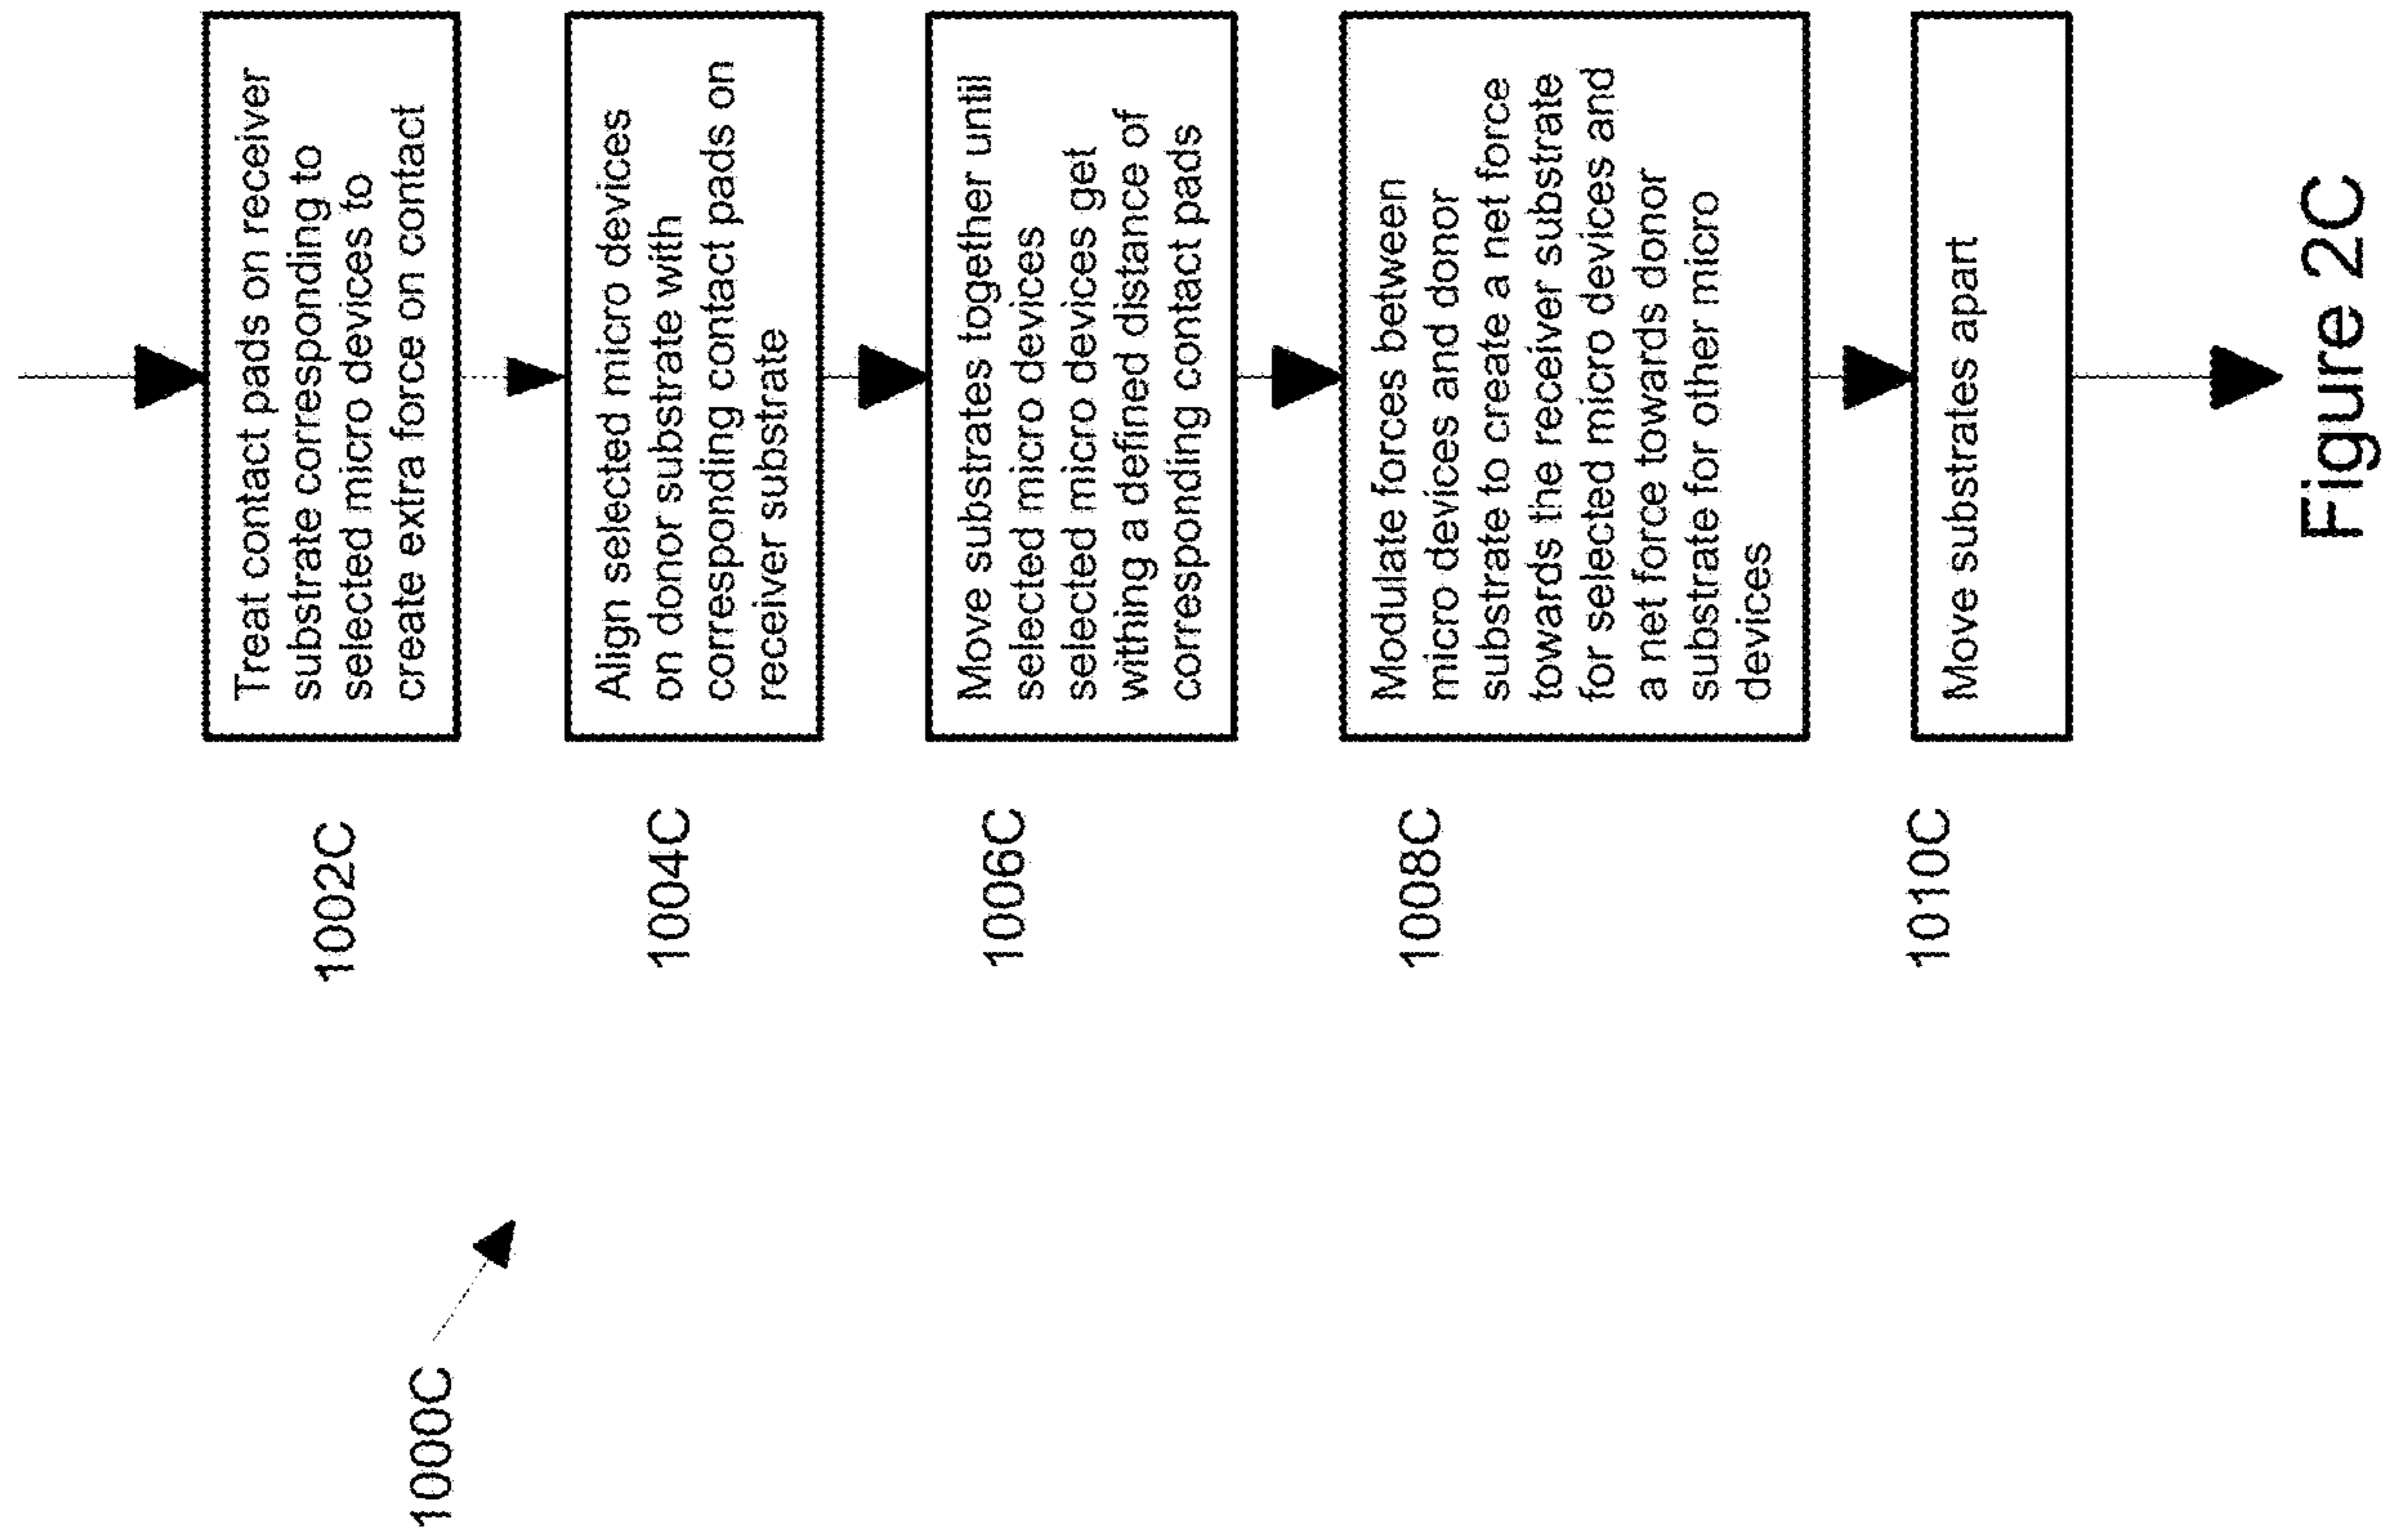 1000C
1002C
Treat contact pads on receiver
substrate corresponding to
selected micro devices to
create extra force on contact
1004C
Align selected micro devices
on donor substrate with
corresponding contact pads on
receiver substrate
1006C
Move substrates together until
selected micro devices
selected micro devices get
withing a defined distance of
corresponding contact pads
1008C
Modulate forces between
micro devices and donor
substrate to create a net force
towards the receiver substrate
for selected micro devices and
a net force towards donor
substrate for other micro
devices
1010C
Move substrates apart
Figure 2C